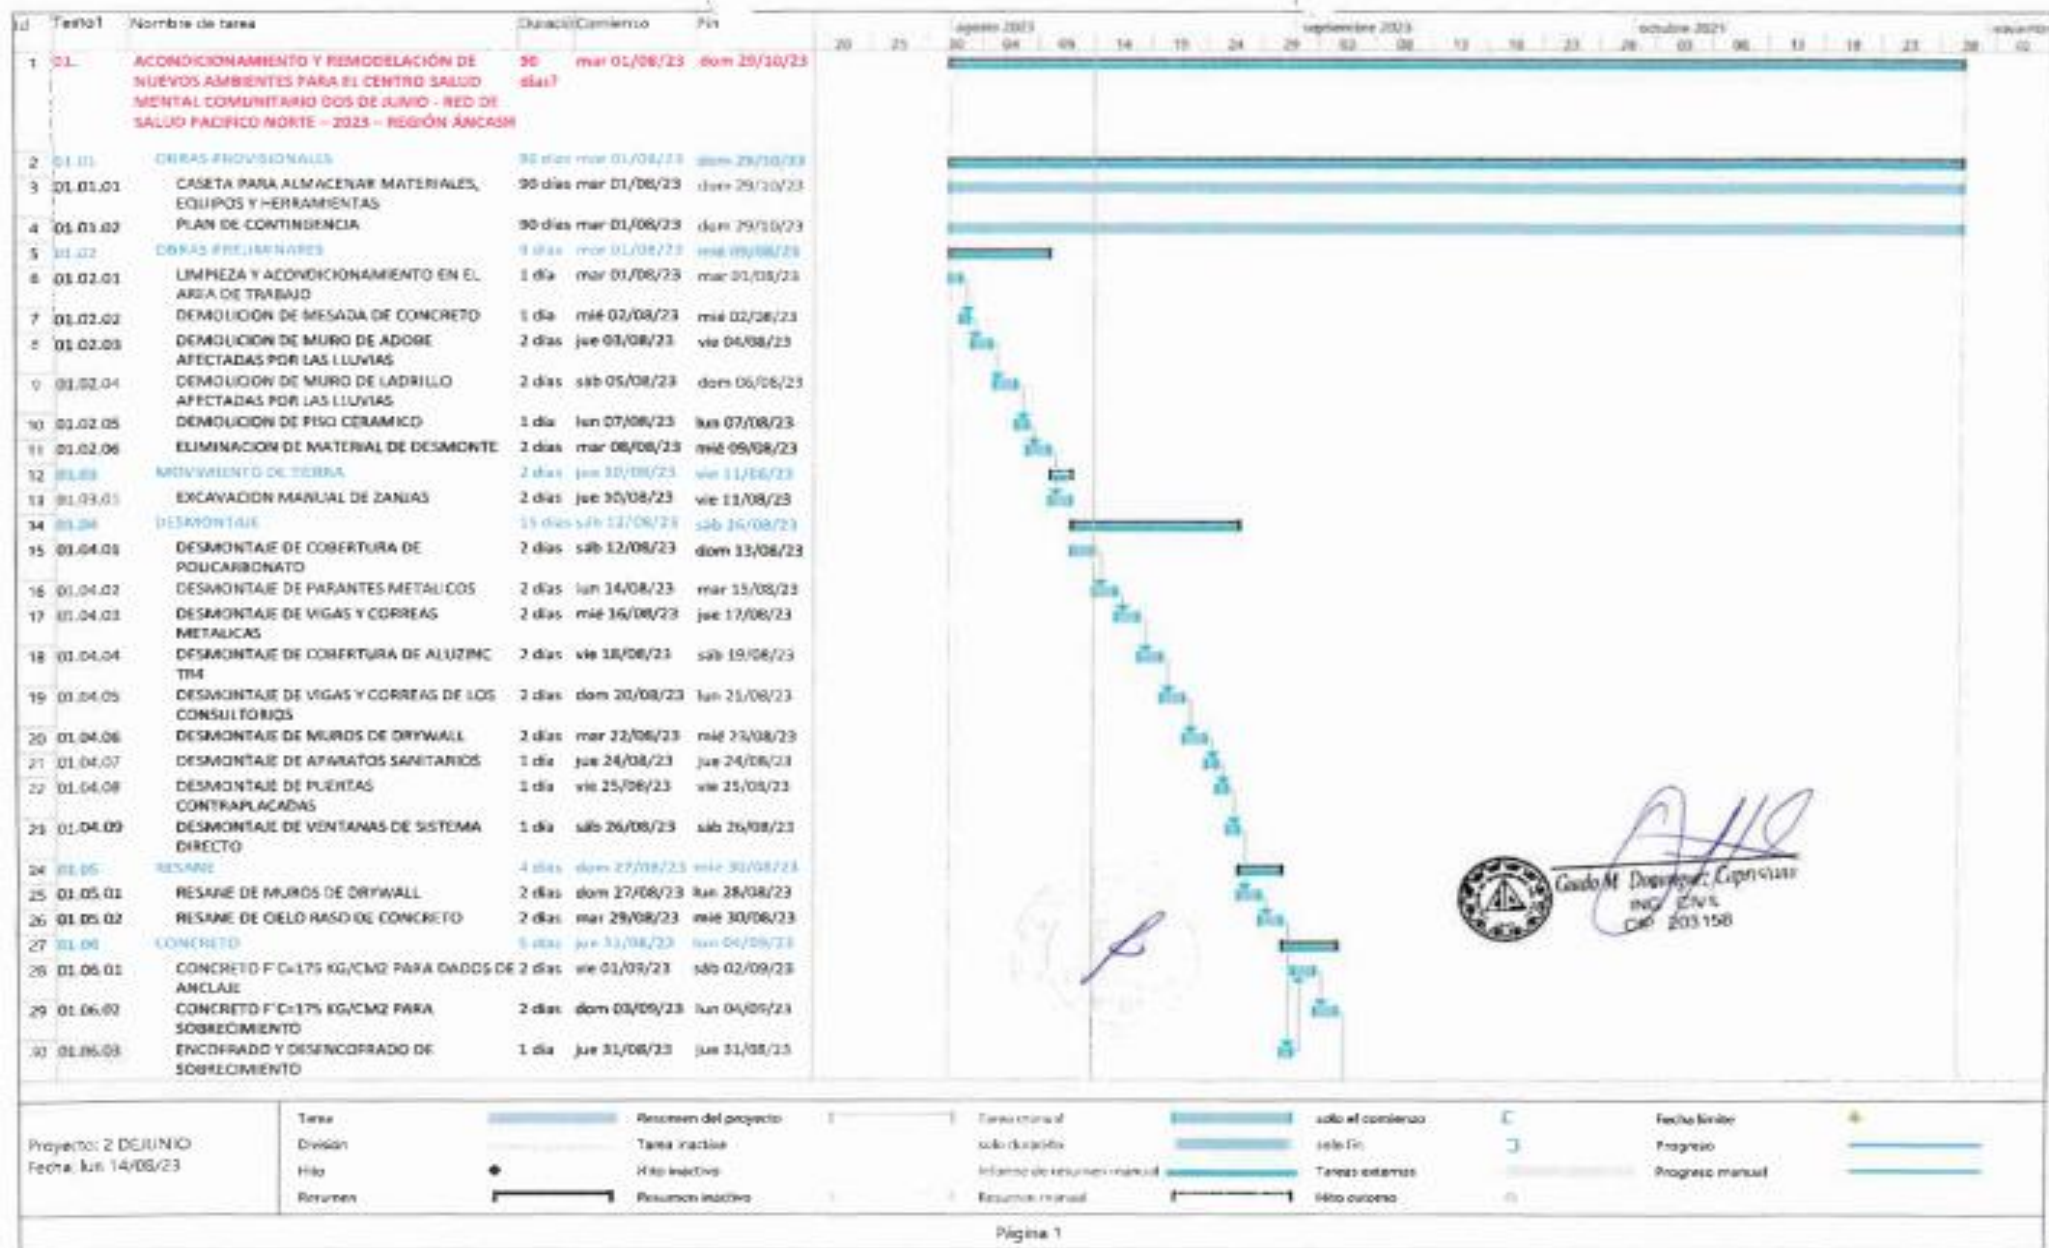 Id Texto1 Nombre de tarea Duración Comienzo Fin
agosto 2023 septiembre 2023 octubre 2023
20 25 30 04 09 14 19 24 29 03 08 13 18 23 28 03 08 13 18 23 28 02
1 01. ACONDICIONAMIENTO Y REMODELACIÓN DE 90 mar 01/08/23 dom 29/10/23
NUEVOS AMBIENTES PARA EL CENTRO SALUD días?
MENTAL COMUNITARIO DOS DE JUNIO - RED DE
SALUD PACIFICO NORTE – 2023 – REGIÓN ÁNCASH
2 01.01 OBRAS PROVISIONALES 90 días mar 01/08/23 dom 29/10/23
3 01.01.01 CASETA PARA ALMACENAR MATERIALES, 90 días mar 01/08/23 dom 29/10/23
EQUIPOS Y HERRAMIENTAS
4 01.01.02 PLAN DE CONTINGENCIA 90 días mar 01/08/23 dom 29/10/23
5 01.02 OBRAS PRELIMINARES 9 días mar 01/08/23 mié 09/08/23
6 01.02.01 LIMPIEZA Y ACONDICIONAMIENTO EN EL 1 día mar 01/08/23 mar 01/08/23
AREA DE TRABAJO
7 01.02.02 DEMOLICION DE MESADA DE CONCRETO 1 día mié 02/08/23 mié 02/08/23
8 01.02.03 DEMOLICION DE MURO DE ADOBE 2 días jue 03/08/23 vie 04/08/23
AFECTADAS POR LAS LLUVIAS
9 01.02.04 DEMOLICION DE MURO DE LADRILLO 2 días sáb 05/08/23 dom 06/08/23
AFECTADAS POR LAS LLUVIAS
10 01.02.05 DEMOLICION DE PISO CERAMICO 1 día lun 07/08/23 lun 07/08/23
11 01.02.06 ELIMINACION DE MATERIAL DE DESMONTE 2 días mar 08/08/23 mié 09/08/23
12 01.03 MOVIMIENTO DE TIERRA 2 días jue 10/08/23 vie 11/08/23
13 01.03.01 EXCAVACION MANUAL DE ZANJAS 2 días jue 10/08/23 vie 11/08/23
14 01.04 DESMONTAJE 15 días sáb 12/08/23 sáb 26/08/23
15 01.04.01 DESMONTAJE DE COBERTURA DE 2 días sáb 12/08/23 dom 13/08/23
POLICARBONATO
16 01.04.02 DESMONTAJE DE PARANTES METALICOS 2 días lun 14/08/23 mar 15/08/23
17 01.04.03 DESMONTAJE DE VIGAS Y CORREAS 2 días mié 16/08/23 jue 17/08/23
METALICAS
18 01.04.04 DESMONTAJE DE COBERTURA DE ALUZINC 2 días vie 18/08/23 sáb 19/08/23
TR4
19 01.04.05 DESMONTAJE DE VIGAS Y CORREAS DE LOS 2 días dom 20/08/23 lun 21/08/23
CONSULTORIOS
20 01.04.06 DESMONTAJE DE MUROS DE DRYWALL 2 días mar 22/08/23 mié 23/08/23
21 01.04.07 DESMONTAJE DE APARATOS SANITARIOS 1 día jue 24/08/23 jue 24/08/23
22 01.04.08 DESMONTAJE DE PUERTAS 1 día vie 25/08/23 vie 25/08/23
CONTRAPLACADAS
23 01.04.09 DESMONTAJE DE VENTANAS DE SISTEMA 1 día sáb 26/08/23 sáb 26/08/23
DIRECTO
24 01.05 RESANE 4 días dom 27/08/23 mié 30/08/23
25 01.05.01 RESANE DE MUROS DE DRYWALL 2 días dom 27/08/23 lun 28/08/23
26 01.05.02 RESANE DE CIELO RASO DE CONCRETO 2 días mar 29/08/23 mié 30/08/23
27 01.06 CONCRETO 5 días jue 31/08/23 lun 04/09/23
28 01.06.01 CONCRETO F'C=175 KG/CM2 PARA DADOS DE 2 días vie 01/09/23 sáb 02/09/23
ANCLAJE
29 01.06.02 CONCRETO F'C=175 KG/CM2 PARA 2 días dom 03/09/23 lun 04/09/23
SOBRECIMIENTO
30 01.06.03 ENCOFRADO Y DESENCOFRADO DE 1 día jue 31/08/23 jue 31/08/23
SOBRECIMIENTO
Guido M. Dominguez
ING. CIVIL
CIP 203158
Proyecto: 2 DEJUNIO
Fecha: lun 14/08/23
Tarea Resumen del proyecto Tarea manual solo el comienzo Fecha límite
División Tarea inactiva solo duración solo fin Progreso
Hito Hito inactivo Informe de resumen manual Tareas externas Progreso manual
Resumen Resumen inactivo Resumen manual Hito externo
Página 1